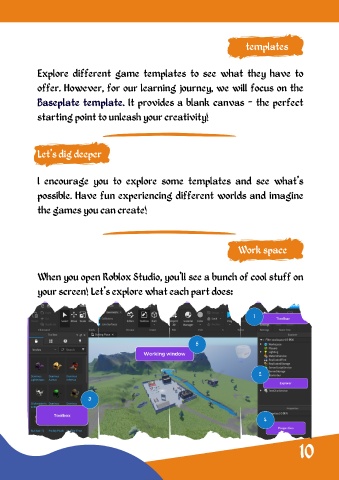 templates
Explore different game templates to see what they have to
offer. However, for our learning journey, we will focus on the
Baseplate template. It provides a blank canvas - the perfect
starting point to unleash your creativity!
Let's dig deeper
I encourage you to explore some templates and see what's
possible. Have fun experiencing different worlds and imagine
the games you can create!
Work space
When you open Roblox Studio, you'll see a bunch of cool stuff on
your screen! Let's explore what each part does:
1
Toolbar
5
Working window
2
Explorer
3
Toolbox
4
Properties
10